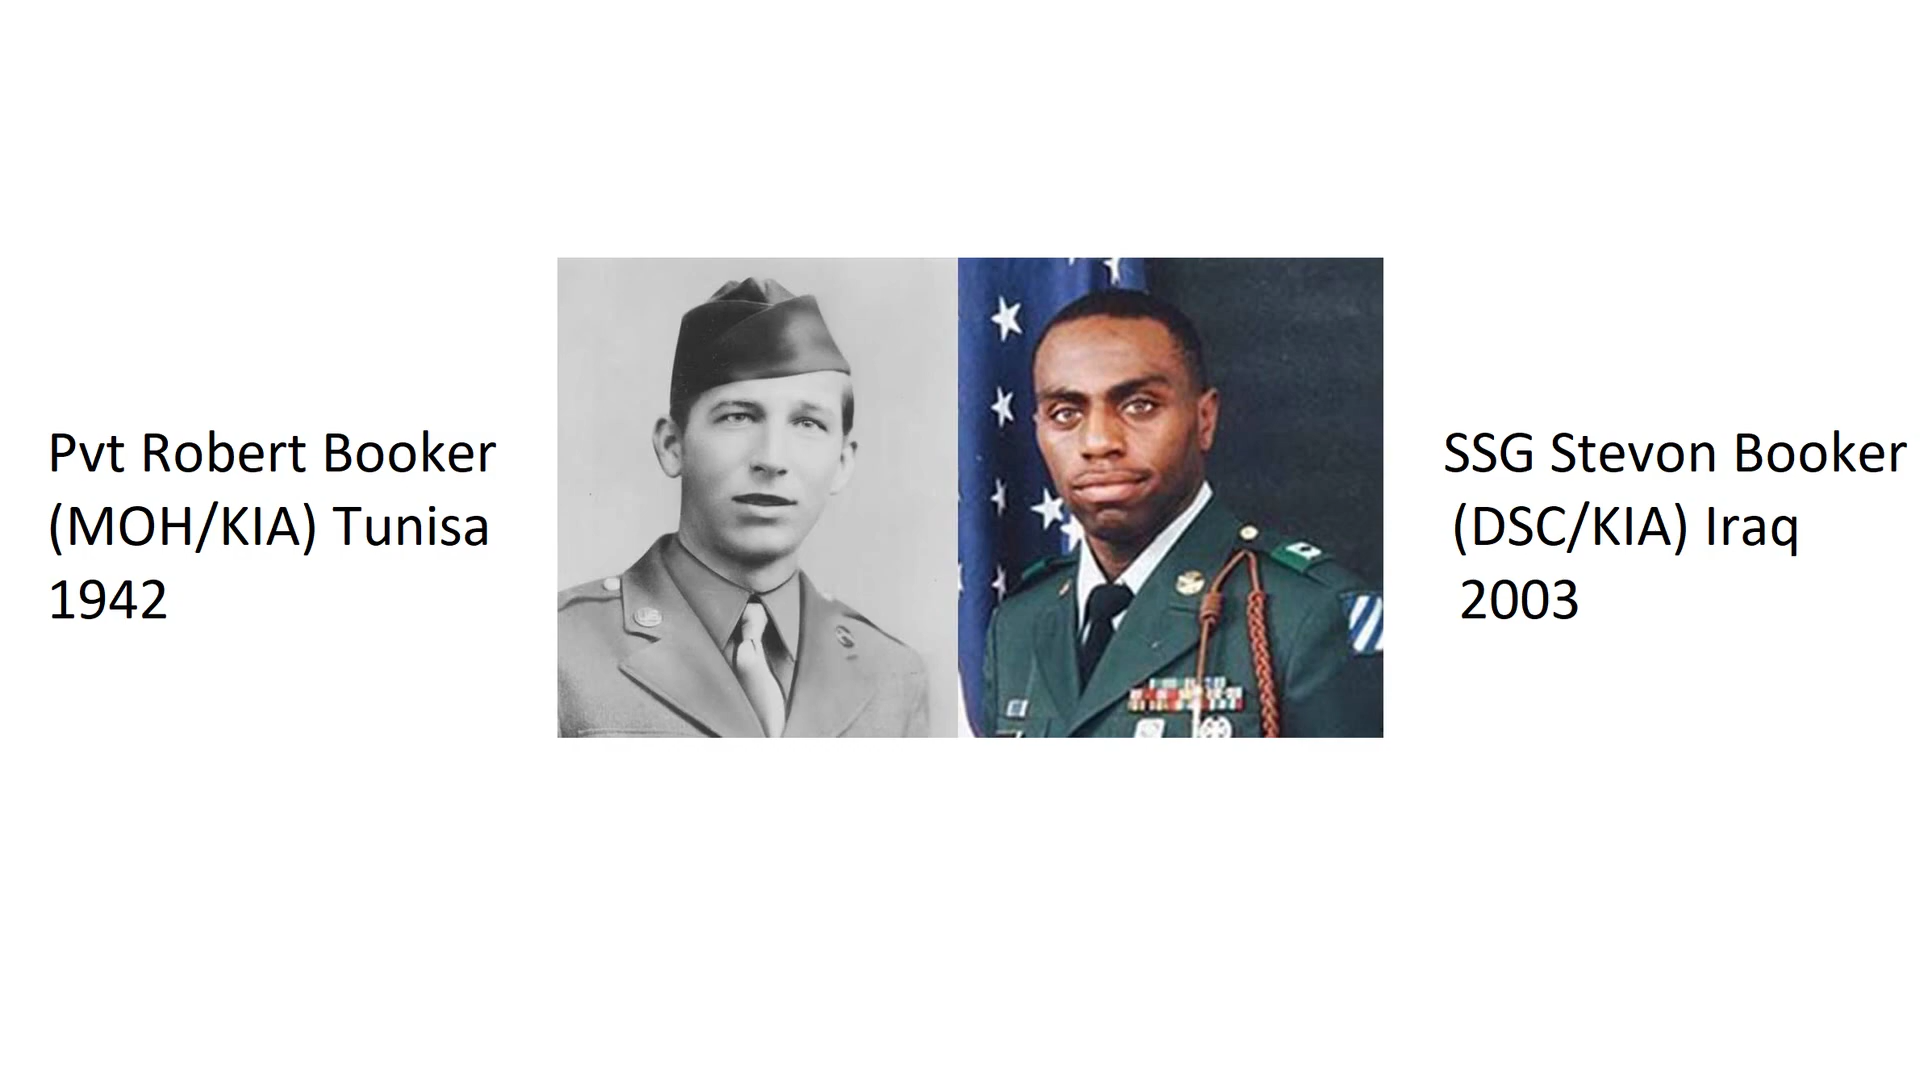 Pvt Robert Booker
(MOH/KIA) Tunisa
1942
SSG Stevon Booker
(DSC/KIA) Iraq
2003